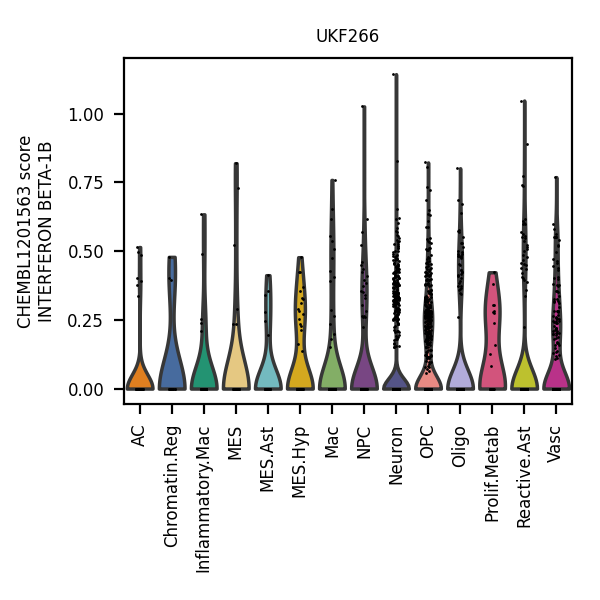 UKF266
CHEMBL1201563 score
INTERFERON BETA-1B
1.00
0.75
0.50
0.25
0.00
AC
Chromatin.Reg
Inflammatory.Mac
MES
MES.Ast
MES.Hyp
Mac
NPC
Neuron
OPC
Oligo
Prolif.Metab
Reactive.Ast
Vasc